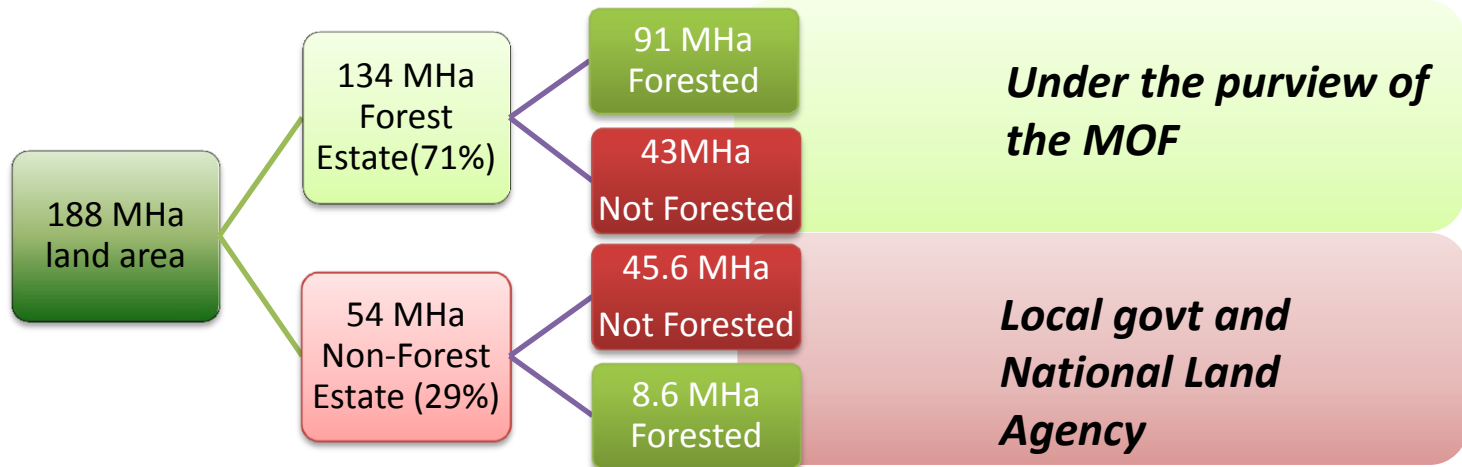 188 MHa
land area
134 MHa
Forest
Estate(71%)
54 MHa
Non-Forest
Estate (29%)
91 MHa
Forested
43MHa
Not Forested
45.6 MHa
Not Forested
8.6 MHa
Forested
Under the purview of
the MOF
Local govt and
National Land
Agency